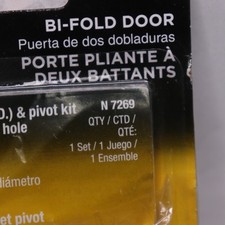 BI-FOLD DOOR
Puerta de dos dobladuras
PORTE PLIANTE À
DEUX BATTANTS
O.) & pivot kit
hole
N 7269
QTY / CTD /
QTÉ:
1 Set / 1 Juego /
1 Ensemble
diámetro
et pivot